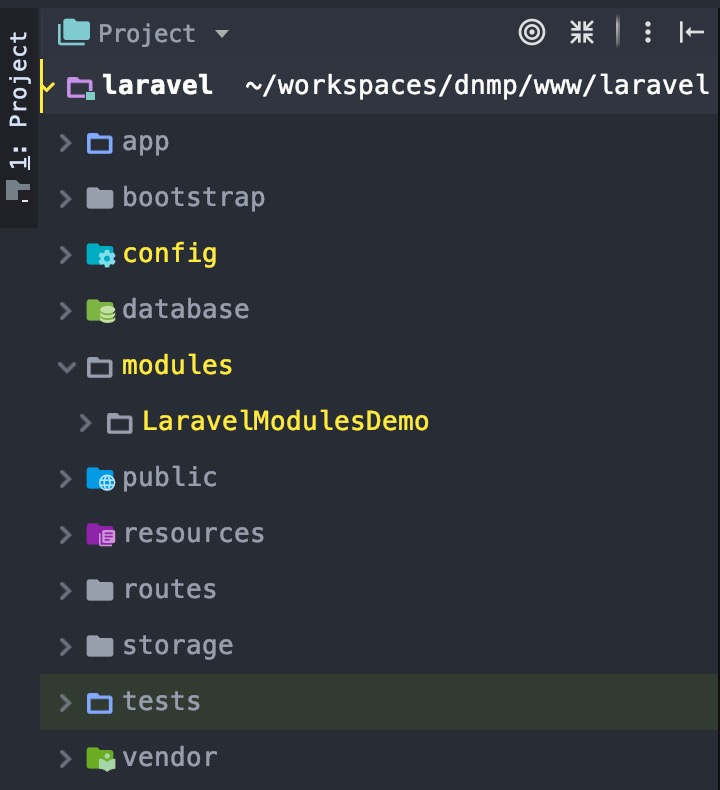 1: Project
Project
laravel ~/workspaces/dnmp/www/laravel
app
bootstrap
config
database
modules
LaravelModulesDemo
public
resources
routes
storage
tests
vendor